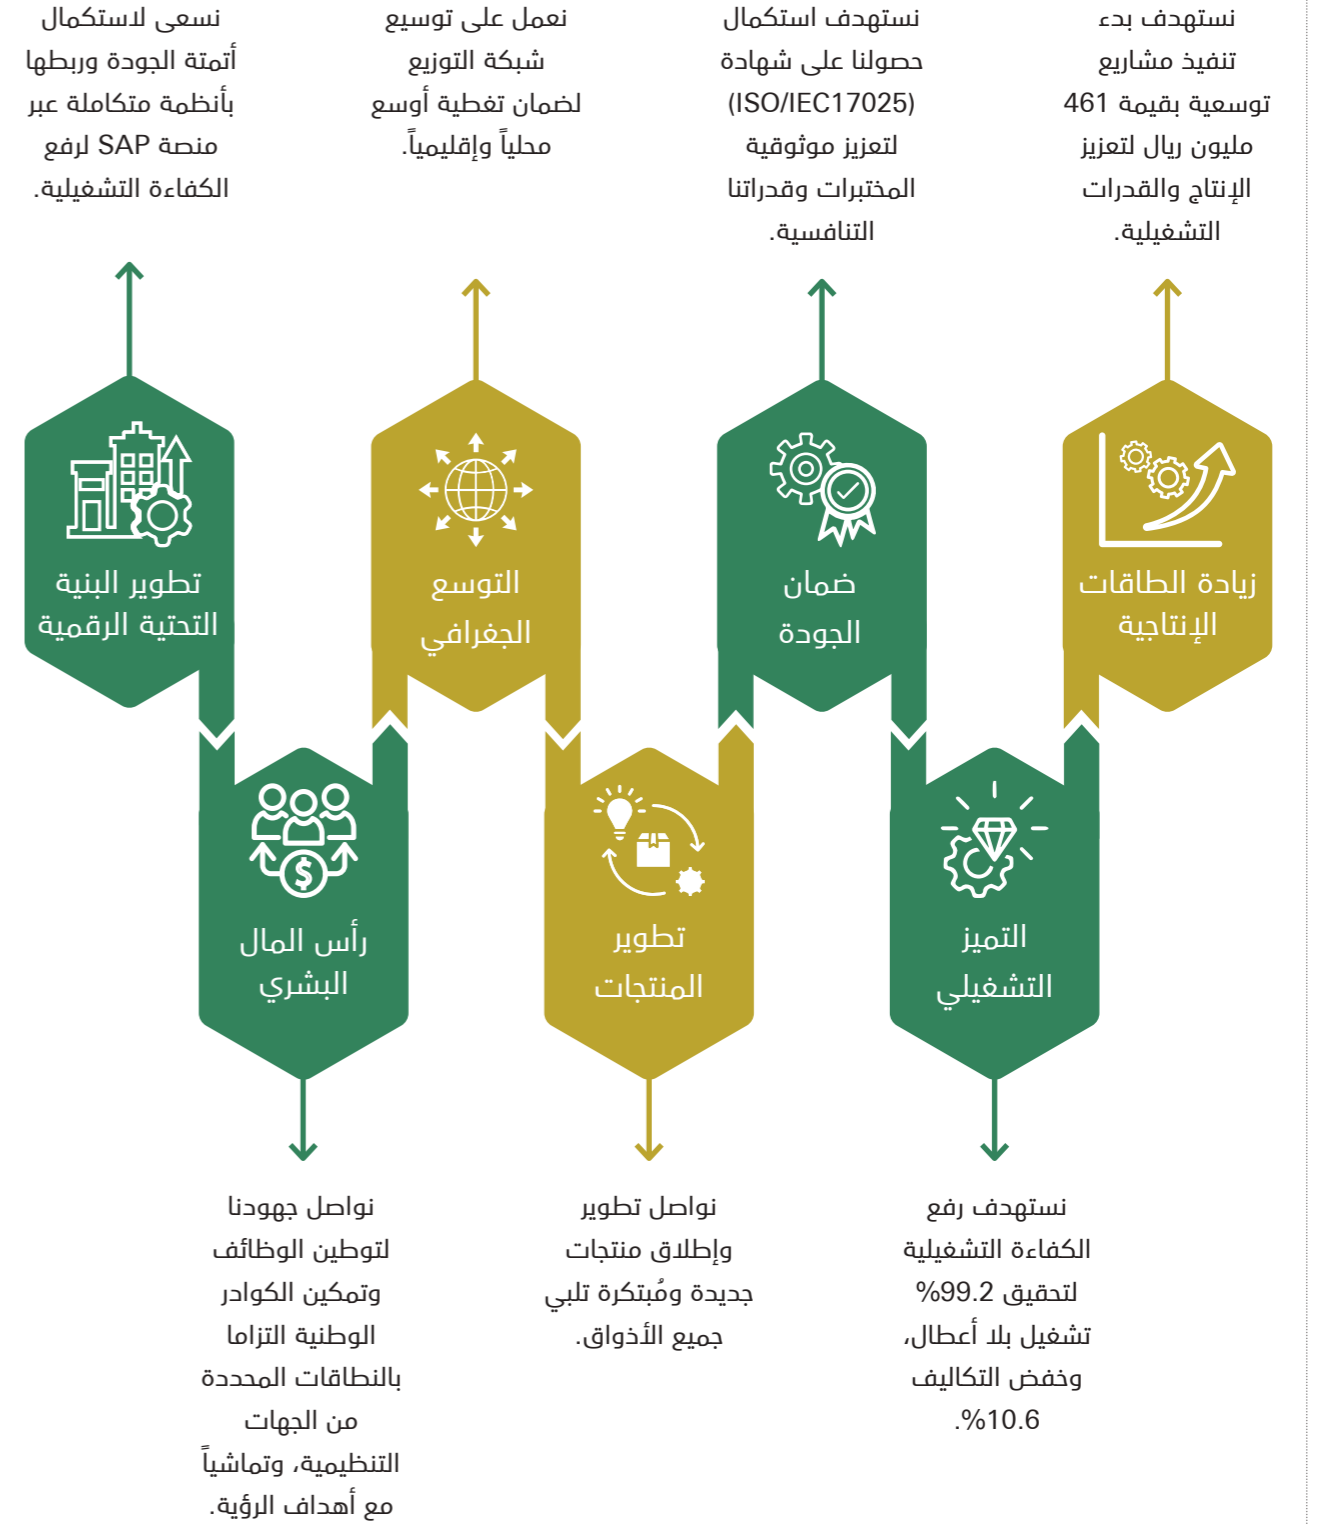 نستهدف بدء
تنفيذ مشاريع
توسعية بقيمة 461
مليون ريال لتعزيز
الإنتاج والقدرات
التشغيلية.
زيادة الطاقات
الإنتاجية
التميز
التشغيلي
نستهدف رفع
الكفاءة التشغيلية
لتحقيق 99.2%
تشغيل بلا أعطال،
وخفض التكاليف
10.6%.
نستهدف استكمال
حصولنا على شهادة
(ISO/IEC17025)
لتعزيز موثوقية
المختبرات وقدراتنا
التنافسية.
ضمان
الجودة
تطوير
المنتجات
نواصل تطوير
وإطلاق منتجات
جديدة ومُبتكرة تلبي
جميع الأذواق.
نعمل على توسيع
شبكة التوزيع
لضمان تغطية أوسع
محلياً وإقليمياً.
التوسع
الجغرافي
رأس المال
البشري
نواصل جهودنا
لتوطين الوظائف
وتمكين الكوادر
الوطنية التزاما
بالنطاقات المحددة
من الجهات
التنظيمية، وتماشياً
مع أهداف الرؤية.
نسعى لاستكمال
أتمتة الجودة وربطها
بأنظمة متكاملة عبر
منصة SAP لرفع
الكفاءة التشغيلية.
تطوير البنية
التحتية الرقمية